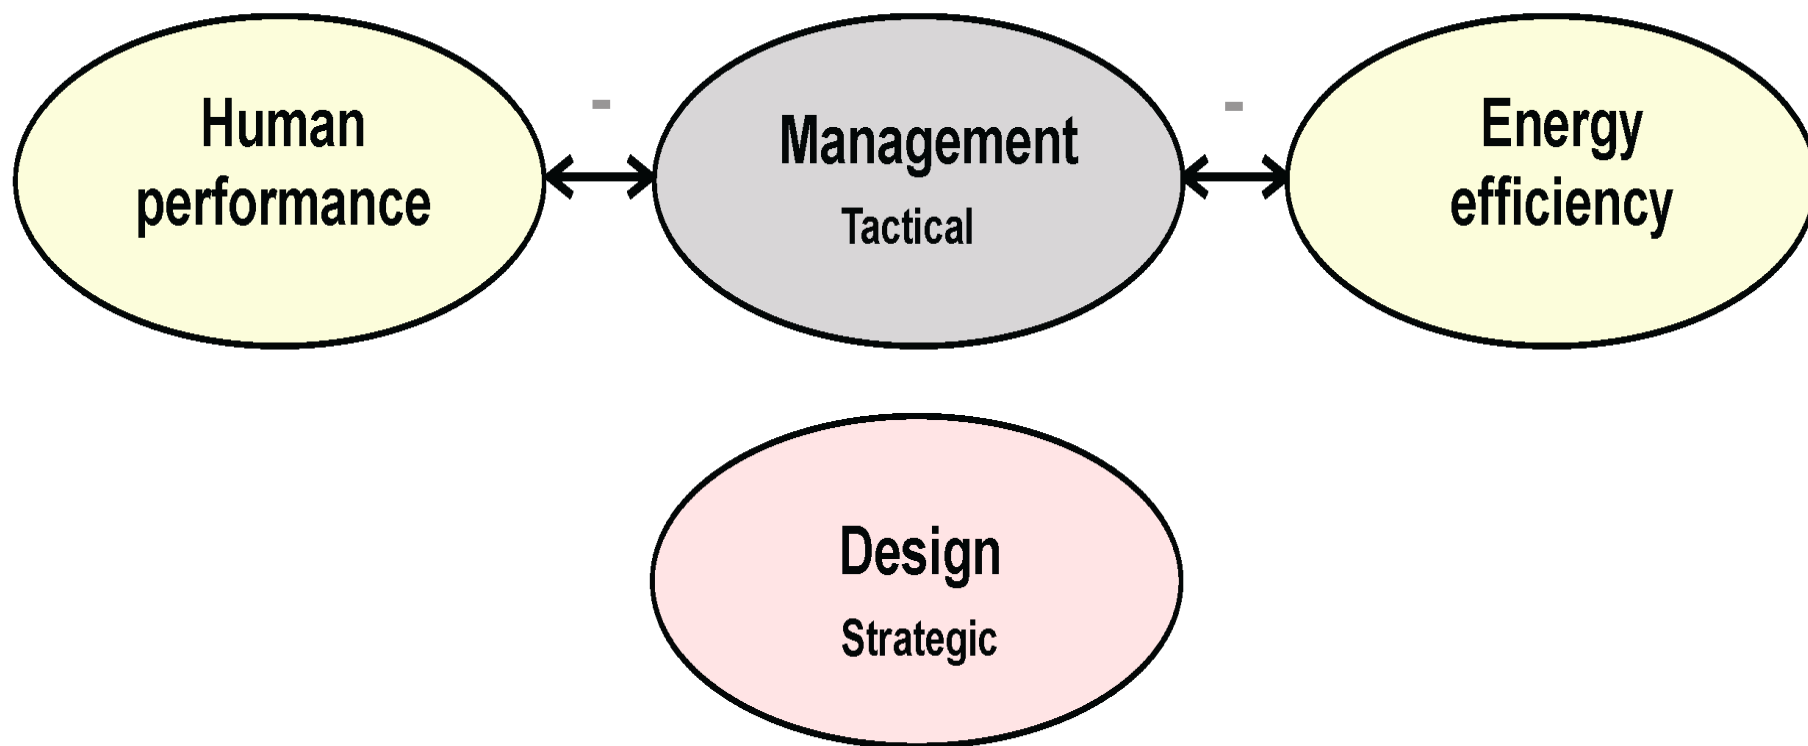 Human
performance
-
Management
Tactical
-
Energy
efficiency
Design
Strategic